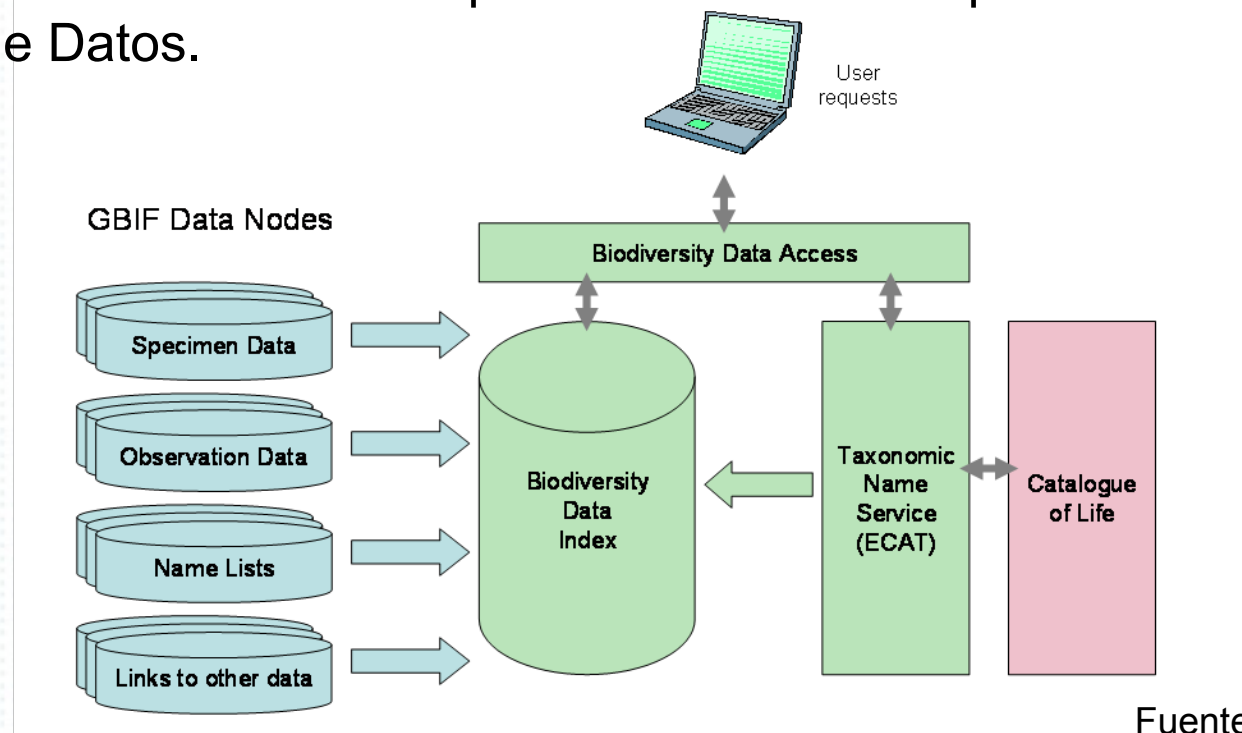 e Datos.
User
requests
GBIF Data Nodes
Biodiversity Data Access
Specimen Data
Observation Data
Name Lists
Links to other data
Biodiversity
Data
Index
Taxonomic
Name
Service
(ECAT)
Catalogue
of Life
Fuente